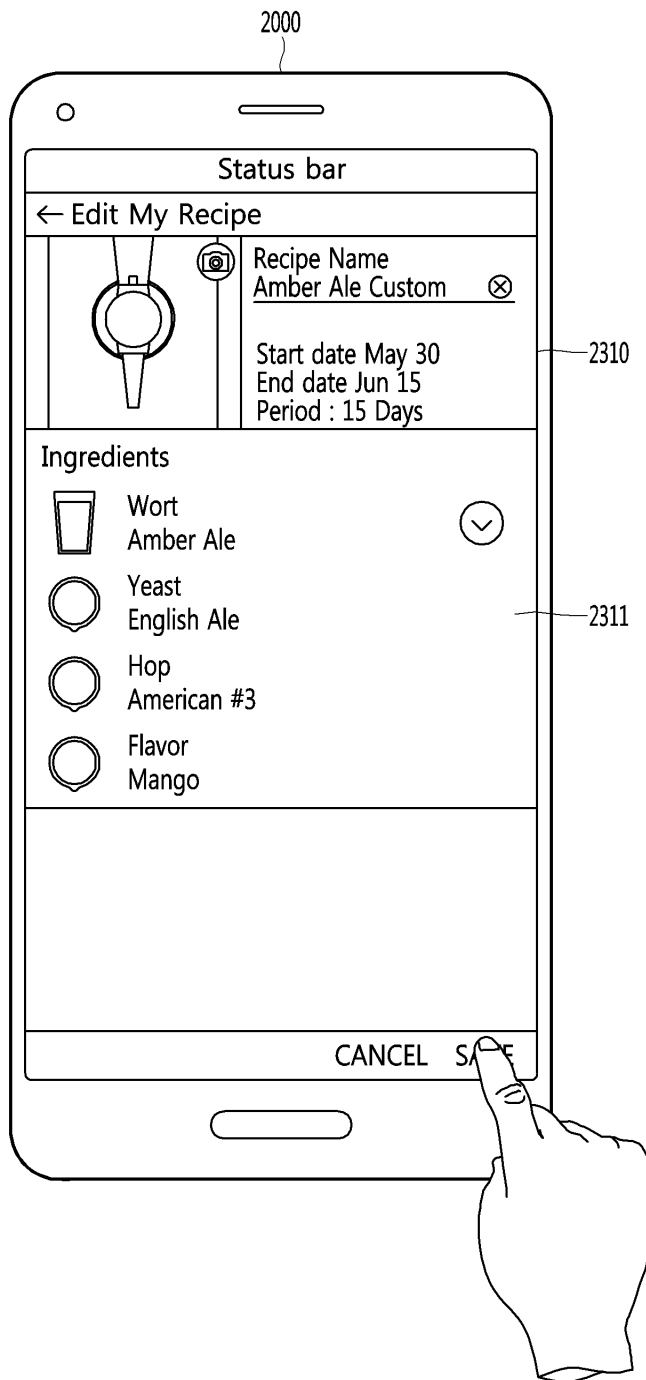 2000
Status bar
← Edit My Recipe
Recipe Name
Amber Ale Custom
Start date May 30
End date Jun 15
Period : 15 Days
2310
Ingredients
Wort
Amber Ale
Yeast
English Ale
2311
Hop
American #3
Flavor
Mango
CANCEL